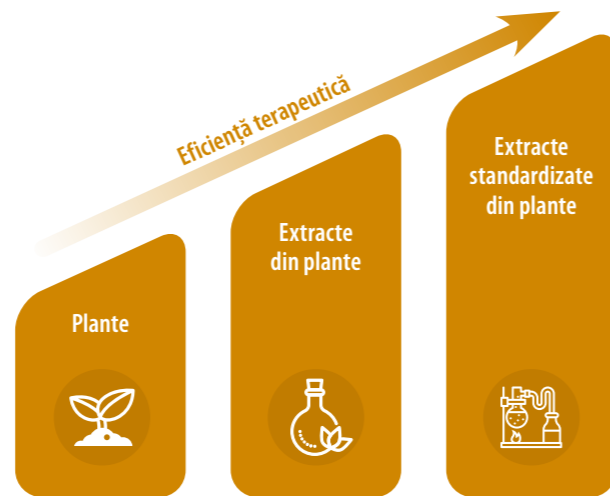 Eficiență terapeutică
Plante
Extracte
din plante
Extracte
standardizate
din plante